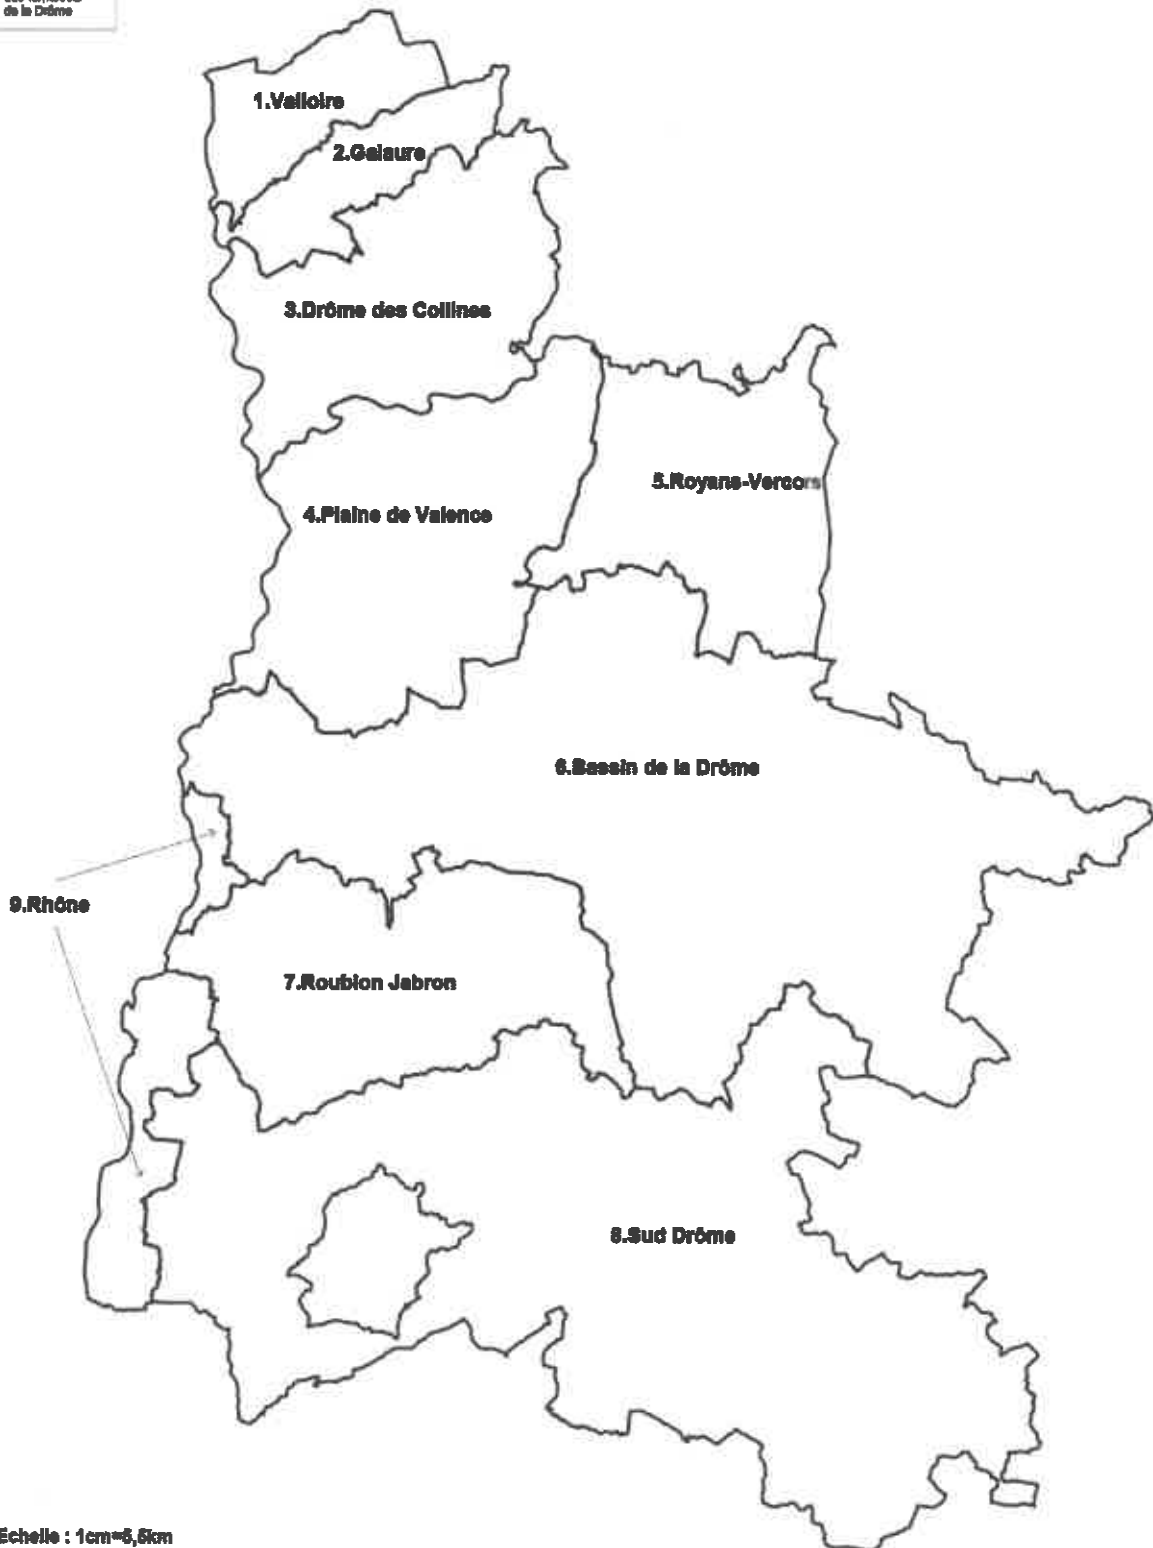 de la Drôme
1.Valloire
2.Galaure
3.Drôme des Collines
5.Royans-Vercors
4.Plaine de Valence
6.Bassin de la Drôme
9.Rhône
7.Roubion Jabron
8.Sud Drôme
Echelle : 1cm=5,5km